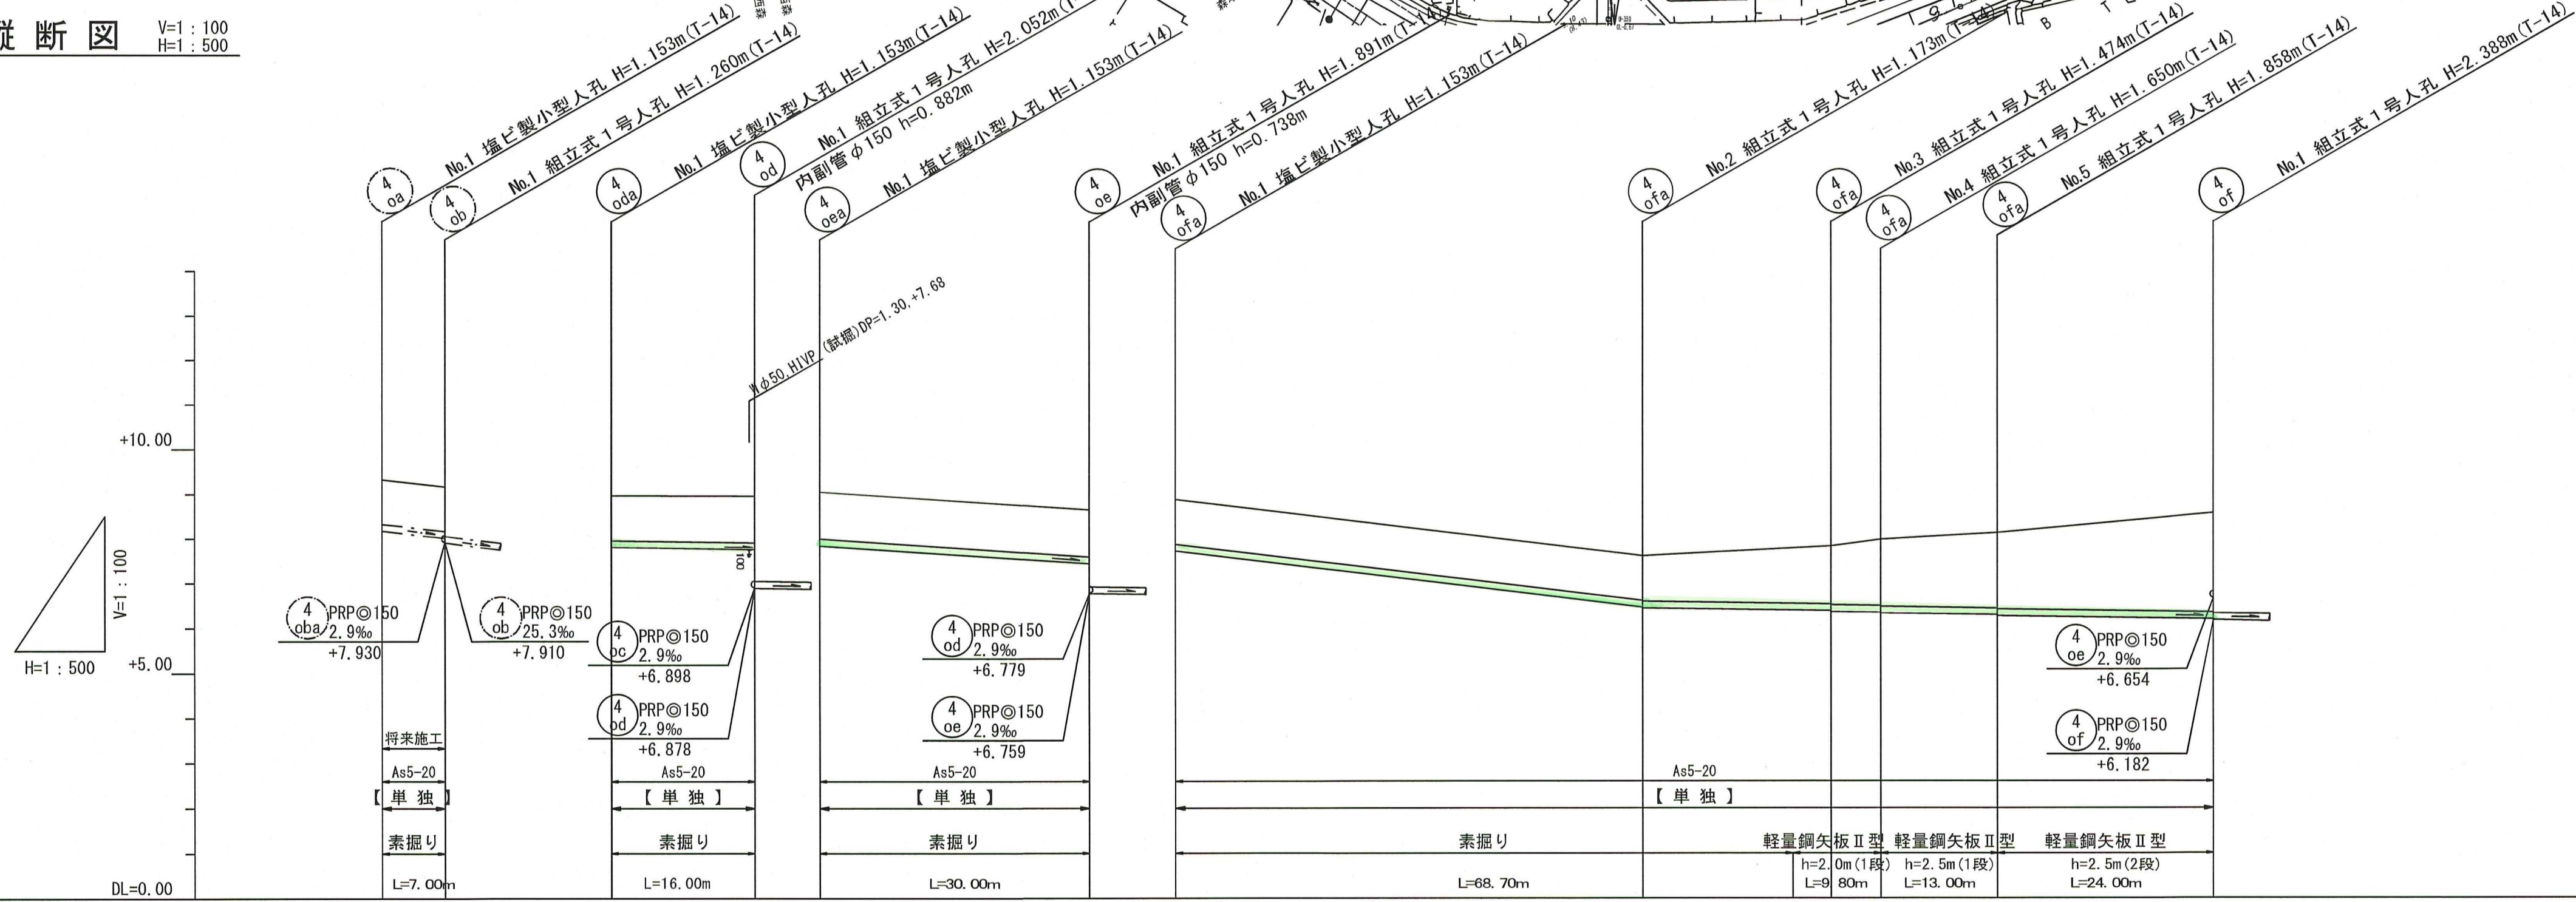 縦 断 図
V=1：100
H=1：500
4
oa
No.1 塩ビ製小型人孔 H=1.153m(T-14)
4
ob
No.1 組立式１号人孔 H=1.260m(T-14)
4
oda
No.1 塩ビ製小型人孔 H=1.153m(T-14)
4
od
No.1 組立式１号人孔 H=2.052m(T-
内副管φ150 h=0.882m
4
oea
No.1 塩ビ製小型人孔 H=1.153m(T-14)
4
oe
No.1 組立式１号人孔 H=1.891m(T-14)
内副管φ150 h=0.738m
4
ofa
No.1 塩ビ製小型人孔 H=1.153m(T-14)
4
ofa
No.2 組立式１号人孔 H=1.173m(T-14)
4
ofa
No.3 組立式１号人孔 H=1.474m(T-14)
4
ofa
No.4 組立式１号人孔 H=1.650m(T-14)
4
ofa
No.5 組立式１号人孔 H=1.858m(T-14)
4
of
No.1 組立式１号人孔 H=2.388m(T-14)
B
T
Wφ50,HIVP (試掘)DP=1.30,+7.68
+10.00
+5.00
DL=0.00
V=1：100
H=1：500
100
4
oba
PRP◎150
2.9‰
+7.930
4
ob
PRP◎150
25.3‰
+7.910
4
oc
PRP◎150
2.9‰
+6.898
4
od
PRP◎150
2.9‰
+6.878
4
od
PRP◎150
2.9‰
+6.779
4
oe
PRP◎150
2.9‰
+6.759
4
oe
PRP◎150
2.9‰
+6.654
4
of
PRP◎150
2.9‰
+6.182
将来施工
As5-20
As5-20
As5-20
As5-20
【 単 独 】
【 単 独 】
【 単 独 】
【 単 独 】
素掘り
素掘り
素掘り
素掘り
軽量鋼矢板Ⅱ型
軽量鋼矢板Ⅱ型
軽量鋼矢板Ⅱ型
h=2.0m(1段)
h=2.5m(1段)
h=2.5m(2段)
L=7.00m
L=16.00m
L=30.00m
L=68.70m
L=9.80m
L=13.00m
L=24.00m